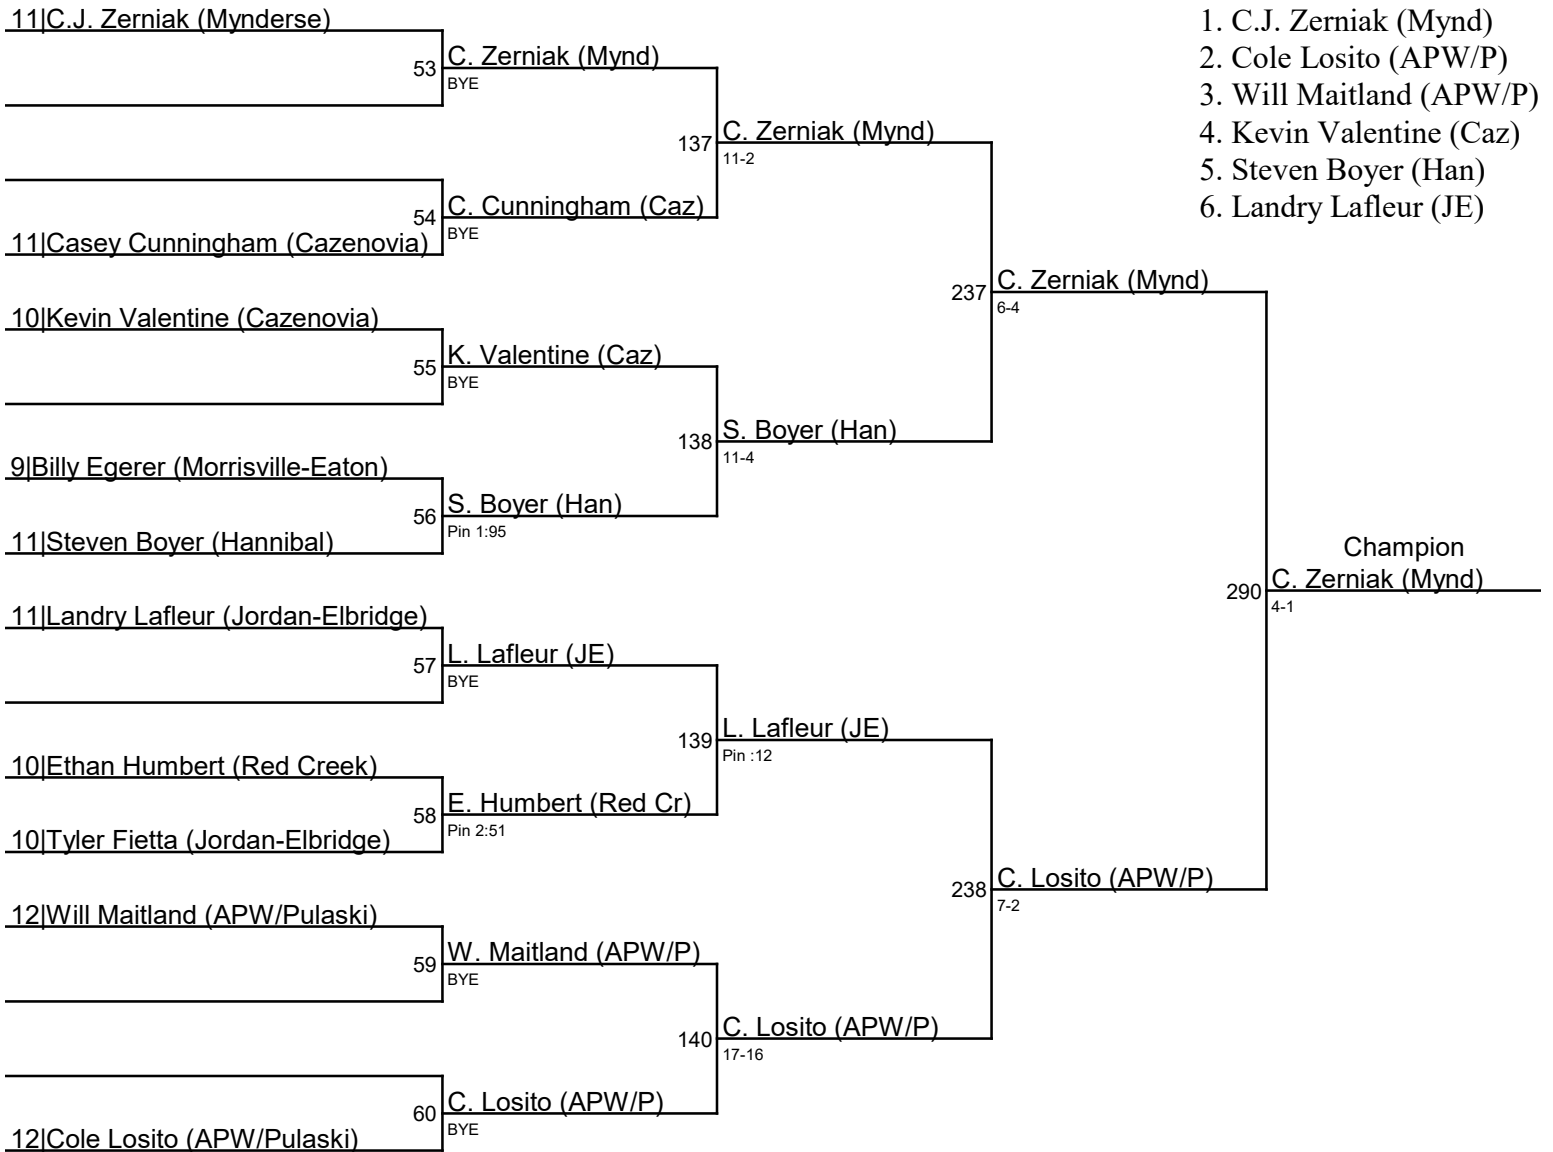 11|C.J. Zerniak (Mynderse)
53
C. Zerniak (Mynd)
BYE
137
C. Zerniak (Mynd)
11-2
54
C. Cunningham (Caz)
BYE
11|Casey Cunningham (Cazenovia)
237
C. Zerniak (Mynd)
6-4
10|Kevin Valentine (Cazenovia)
55
K. Valentine (Caz)
BYE
138
S. Boyer (Han)
11-4
9|Billy Egerer (Morrisville-Eaton)
56
S. Boyer (Han)
Pin 1:95
11|Steven Boyer (Hannibal)
Champion
290
C. Zerniak (Mynd)
4-1
11|Landry Lafleur (Jordan-Elbridge)
57
L. Lafleur (JE)
BYE
139
L. Lafleur (JE)
Pin :12
10|Ethan Humbert (Red Creek)
58
E. Humbert (Red Cr)
Pin 2:51
10|Tyler Fietta (Jordan-Elbridge)
238
C. Losito (APW/P)
7-2
12|Will Maitland (APW/Pulaski)
59
W. Maitland (APW/P)
BYE
140
C. Losito (APW/P)
17-16
60
C. Losito (APW/P)
BYE
12|Cole Losito (APW/Pulaski)
1. C.J. Zerniak (Mynd)
2. Cole Losito (APW/P)
3. Will Maitland (APW/P)
4. Kevin Valentine (Caz)
5. Steven Boyer (Han)
6. Landry Lafleur (JE)